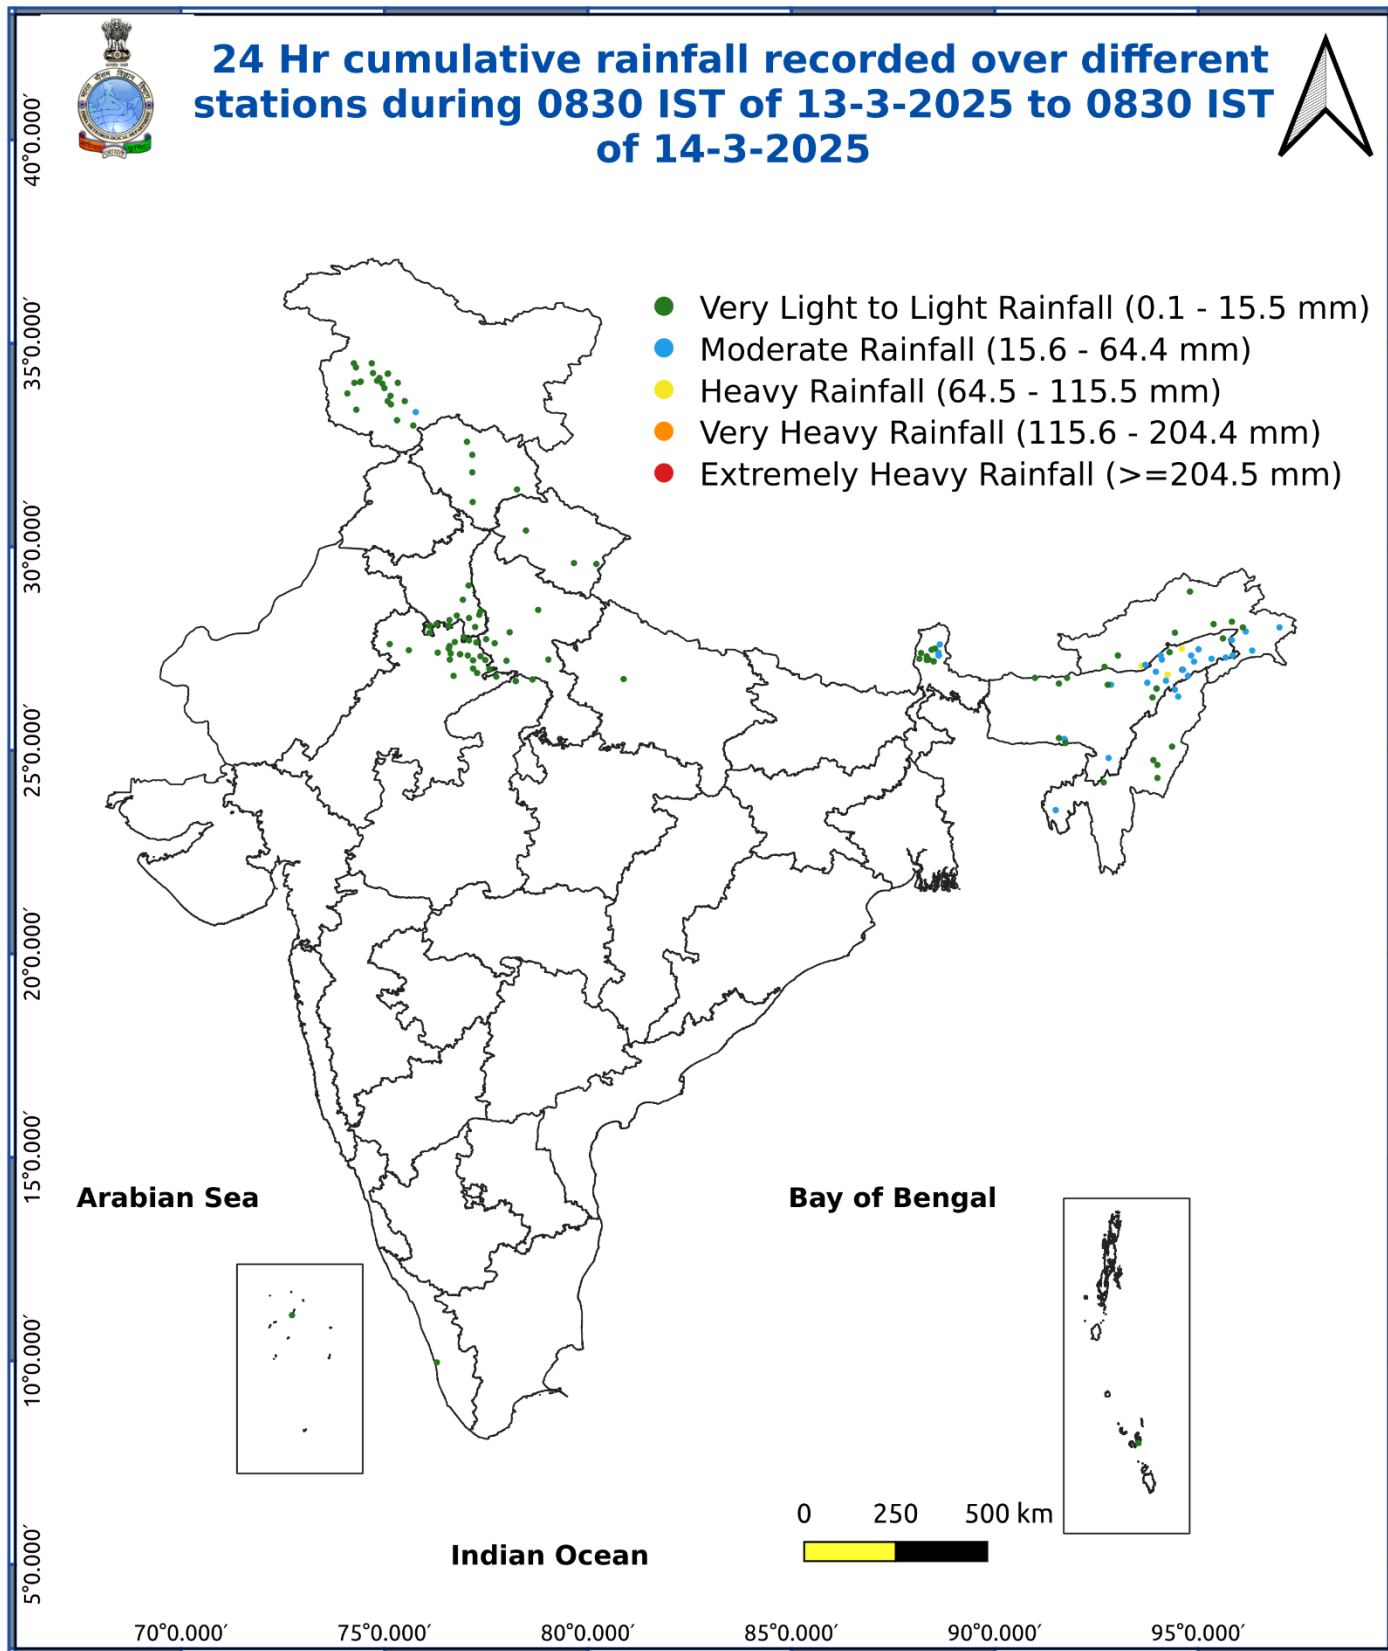 24 Hr cumulative rainfall recorded over different
stations during 0830 IST of 13-3-2025 to 0830 IST
of 14-3-2025
Very Light to Light Rainfall (0.1 - 15.5 mm)
Moderate Rainfall (15.6 - 64.4 mm)
Heavy Rainfall (64.5 - 115.5 mm)
Very Heavy Rainfall (115.6 - 204.4 mm)
Extremely Heavy Rainfall (>=204.5 mm)
40°0.000′
35°0.000′
30°0.000′
25°0.000′
20°0.000′
15°0.000′
10°0.000′
5°0.000′
Arabian Sea
Bay of Bengal
0 250 500 km
Indian Ocean
70°0.000′ 75°0.000′ 80°0.000′ 85°0.000′ 90°0.000′ 95°0.000′